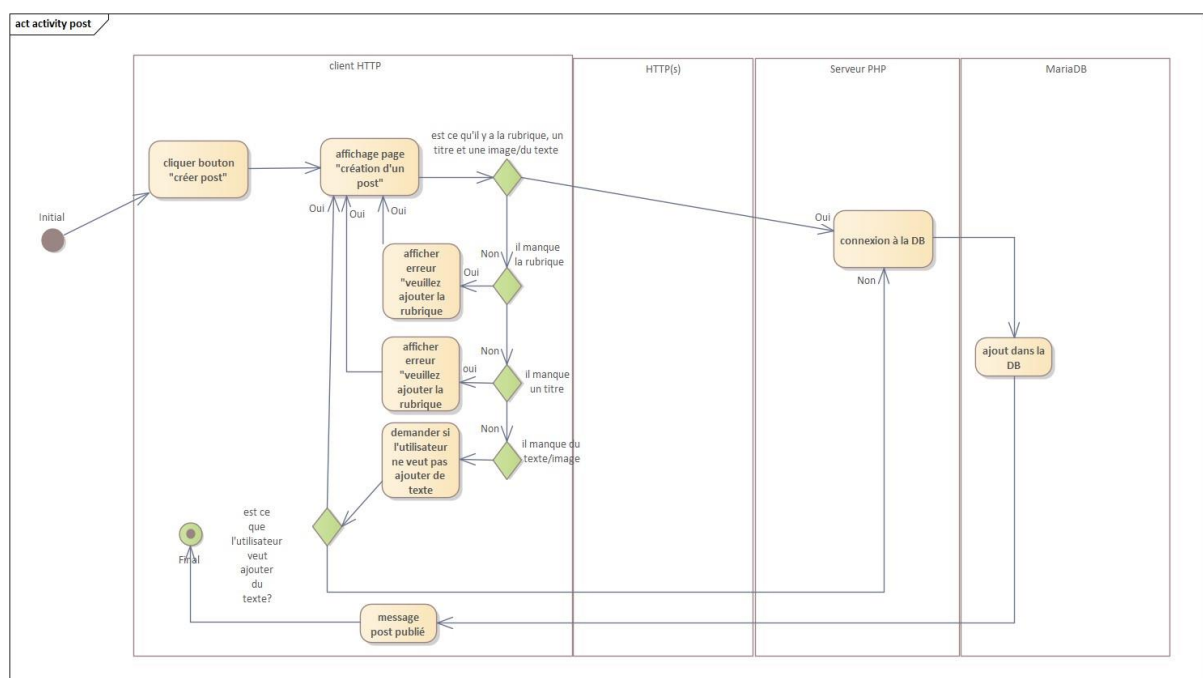 act activity post
client HTTP
HTTP(s)
Serveur PHP
MariaDB
est ce qu'il y a la rubrique, un
titre et une image/du texte
cliquer bouton
"créer post"
affichage page
"création d'un
post"
Initial
Oui
Oui
Oui
Oui
connexion à la DB
Non
il manque
la rubrique
afficher
erreur
"veuillez
ajouter la
rubrique
Oui
Non
afficher
erreur
"veuillez
ajouter la
rubrique
oui
Non
il manque
un titre
ajout dans la
DB
demander si
l'utilisateur
ne veut pas
ajouter de
texte
Non
il manque du
texte/image
est ce
que
l'utilisateur
veut
ajouter
du
texte?
Final
message
post publié